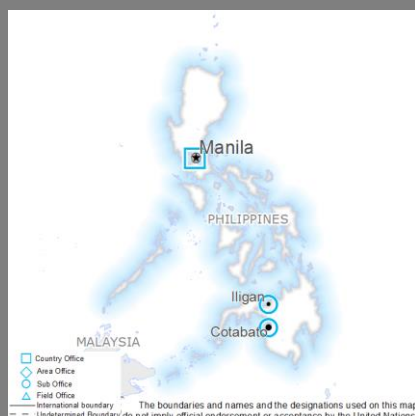 Manila
PHILIPPINES
Iligan
Cotabato
MALAYSIA
Country Office
Area Office
Sub Office
Field Office
International boundary
Undetermined Boundary
The boundaries and names and the designations used on this map
do not imply official endorsement or acceptance by the United Nations